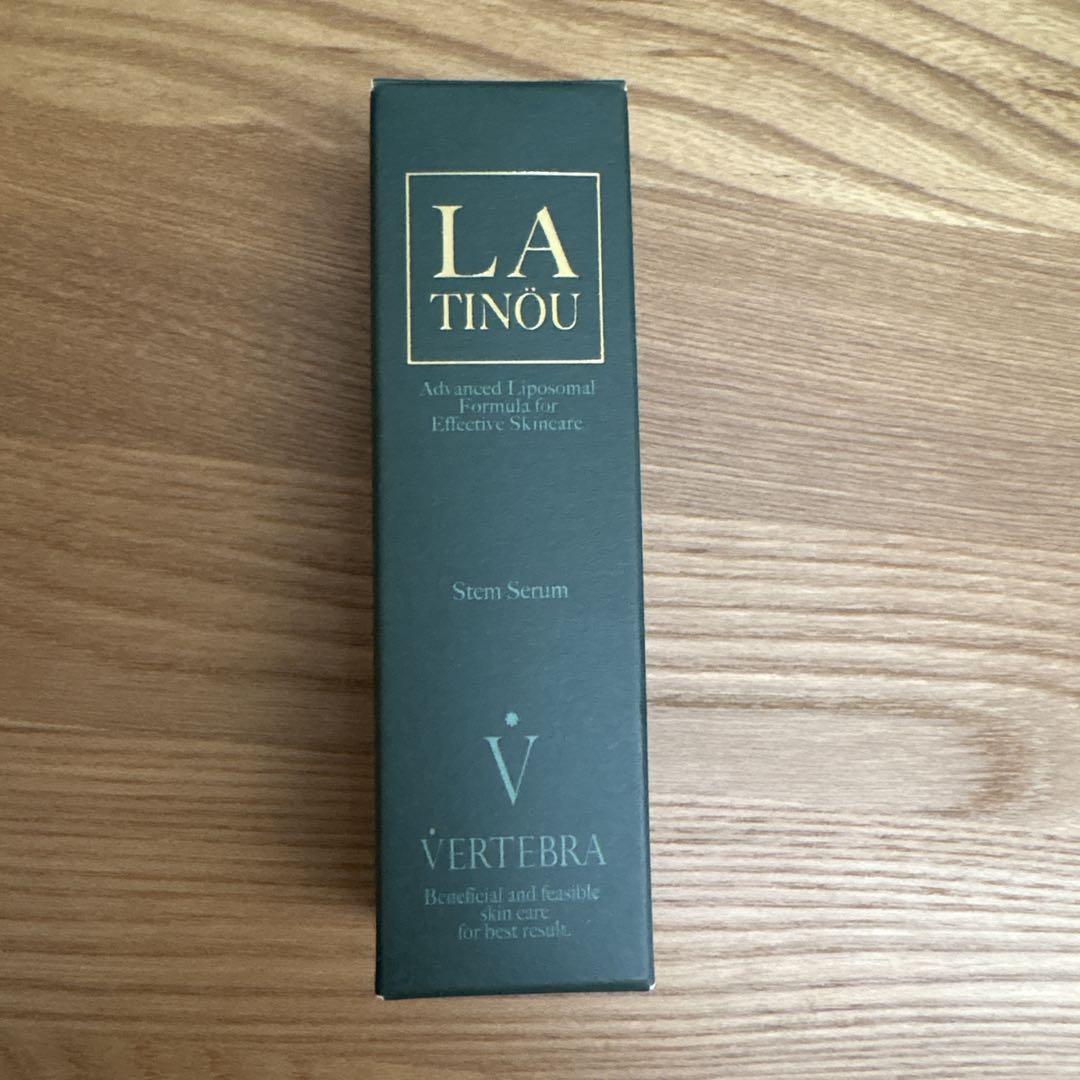 LA
TINÖU
Advanced Liposomal
Formula for
Effective Skincare
Stem Serum
V
VERTEBRA
Beneficial and feasible
skin care
for best result.